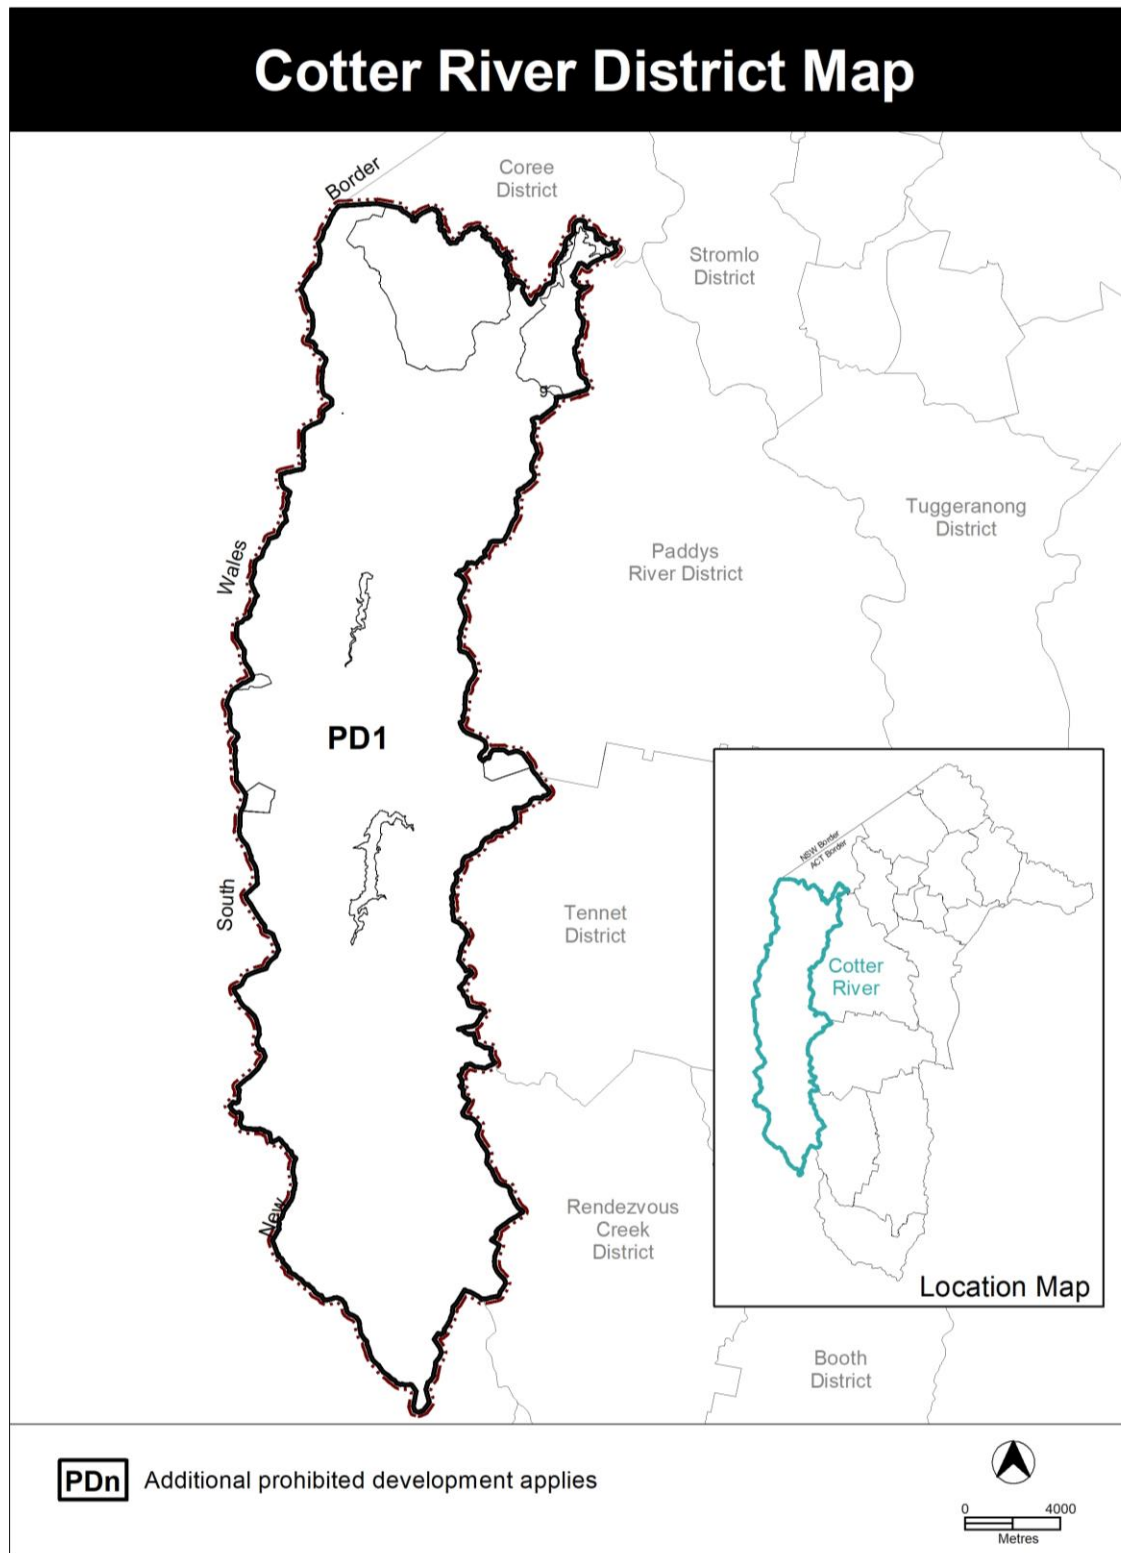 Cotter River District Map
Border
Coree
District
Stromlo
District
9
Tuggeranong
District
Paddys
River District
Wales
PD1
NSW Border
ACT Border
South
Tennet
District
Cotter
River
New
Rendezvous
Creek
District
Location Map
Booth
District
PDn Additional prohibited development applies
0 4000
Metres